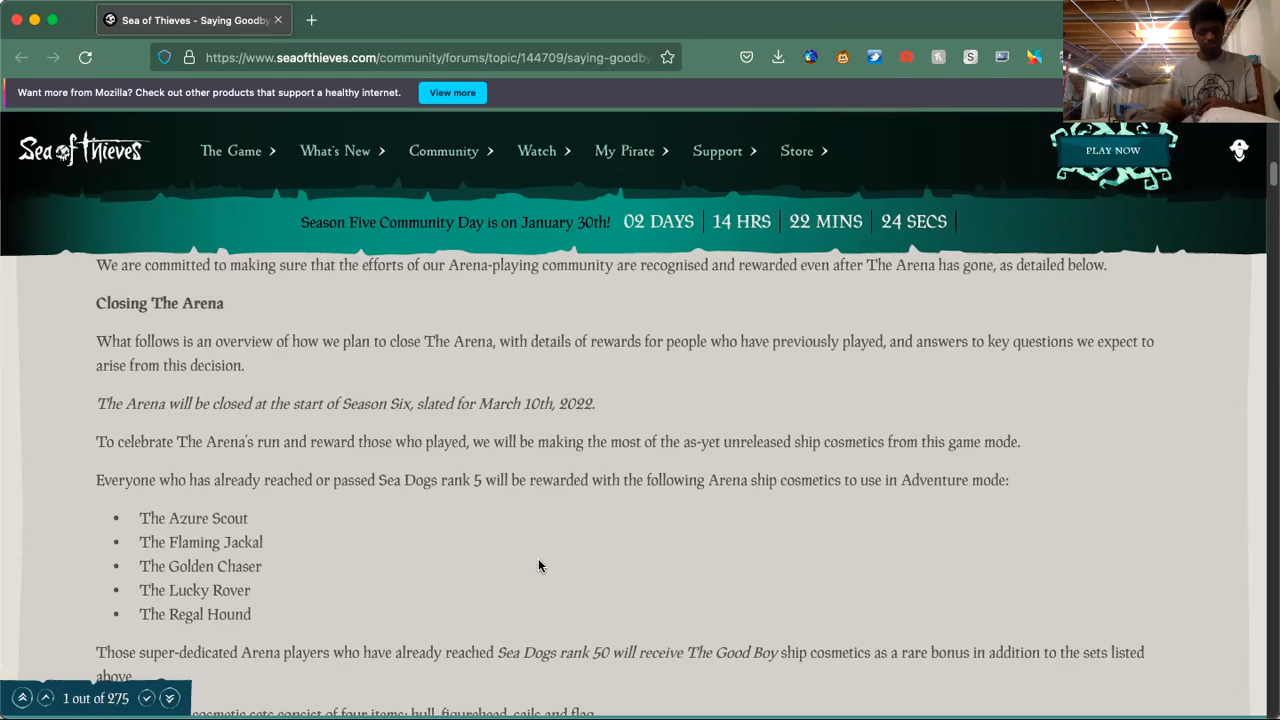 Sea of Thieves - Saying Goodby
https://www.seaofthieves.com/community/forums/topic/144709/saying-goodby
Want more from Mozilla? Check out other products that support a healthy internet.
View more
Sea of Thieves
The Game
What's New
Community
Watch
My Pirate
Support
Store
PLAY NOW
Season Five Community Day is on January 30th! 02 DAYS 14 HRS 22 MINS 24 SECS
We are committed to making sure that the efforts of our Arena-playing community are recognised and rewarded even after The Arena has gone, as detailed below.
Closing The Arena
What follows is an overview of how we plan to close The Arena, with details of rewards for people who have previously played, and answers to key questions we expect to
arise from this decision.
The Arena will be closed at the start of Season Six, slated for March 10th, 2022.
To celebrate The Arena's run and reward those who played, we will be making the most of the as-yet unreleased ship cosmetics from this game mode.
Everyone who has already reached or passed Sea Dogs rank 5 will be rewarded with the following Arena ship cosmetics to use in Adventure mode:
• The Azure Scout
• The Flaming Jackal
• The Golden Chaser
• The Lucky Rover
• The Regal Hound
Those super-dedicated Arena players who have already reached Sea Dogs rank 50 will receive The Good Boy ship cosmetics as a rare bonus in addition to the sets listed
above.
1 out of 275
cosmetic sets consist of four items: hull, figurehead, sails and flag.